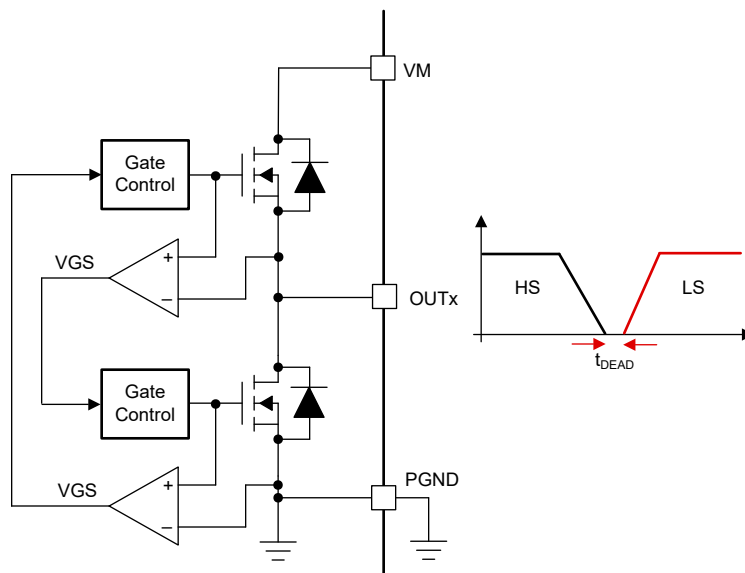 VM
Gate
Control
VGS
+
−
OUTx
HS
LS
tDEAD
Gate
Control
VGS
+
−
PGND